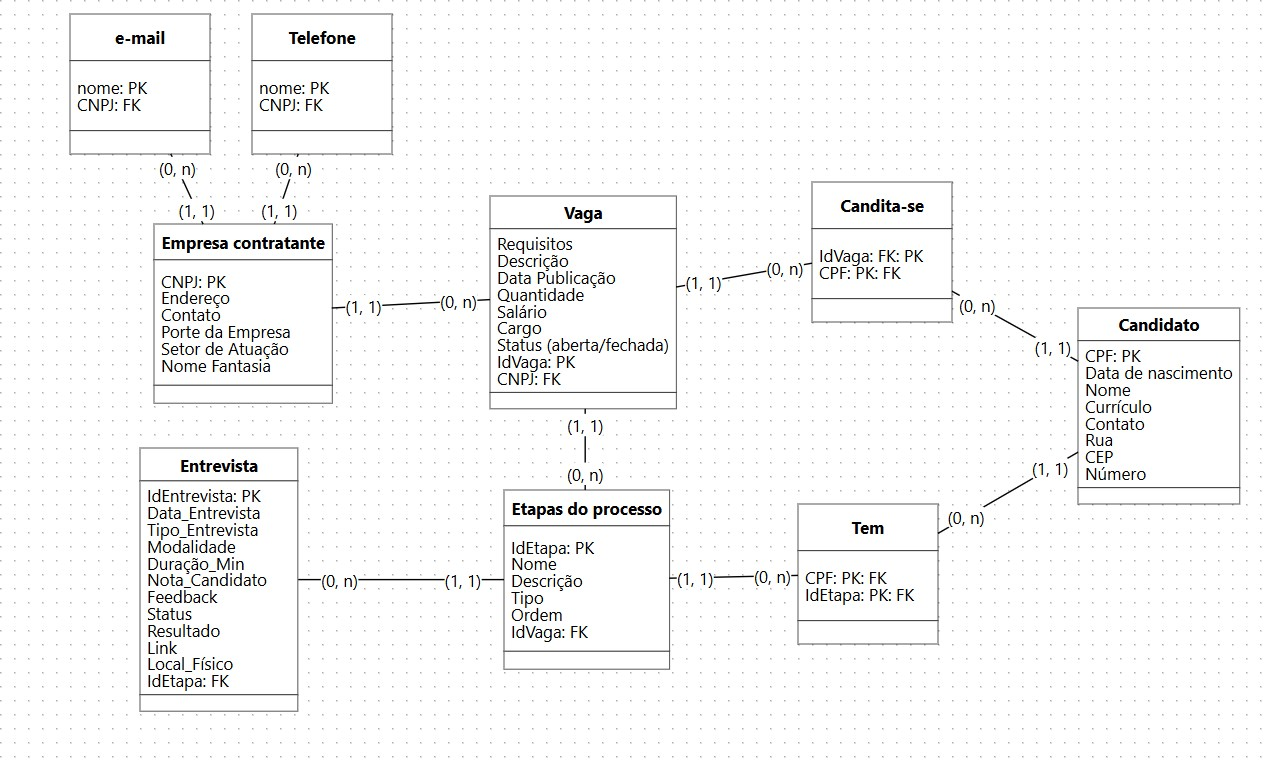 e-mail
nome: PK
CNPJ: FK
Telefone
nome: PK
CNPJ: FK
(0, n)
(0, n)
(1, 1)
(1, 1)
Empresa contratante
CNPJ: PK
Endereço
Contato
Porte da Empresa
Setor de Atuação
Nome Fantasia
(1, 1)
(0, n)
Vaga
Requisitos
Descrição
Data Publicação
Quantidade
Salário
Cargo
Status (aberta/fechada)
IdVaga: PK
CNPJ: FK
(1, 1)
(0, n)
Candita-se
IdVaga: FK: PK
CPF: PK: FK
(0, n)
(1, 1)
Candidato
CPF: PK
Data de nascimento
Nome
Currículo
Contato
Rua
CEP
Número
(1, 1)
(0, n)
(1, 1)
(0, n)
Entrevista
IdEntrevista: PK
Data_Entrevista
Tipo_Entrevista
Modalidade
Duração_Min
Nota_Candidato
Feedback
Status
Resultado
Link
Local_Físico
IdEtapa: FK
(0, n)
(1, 1)
Etapas do processo
IdEtapa: PK
Nome
Descrição
Tipo
Ordem
IdVaga: FK
(1, 1)
(0, n)
Tem
CPF: PK: FK
IdEtapa: PK: FK